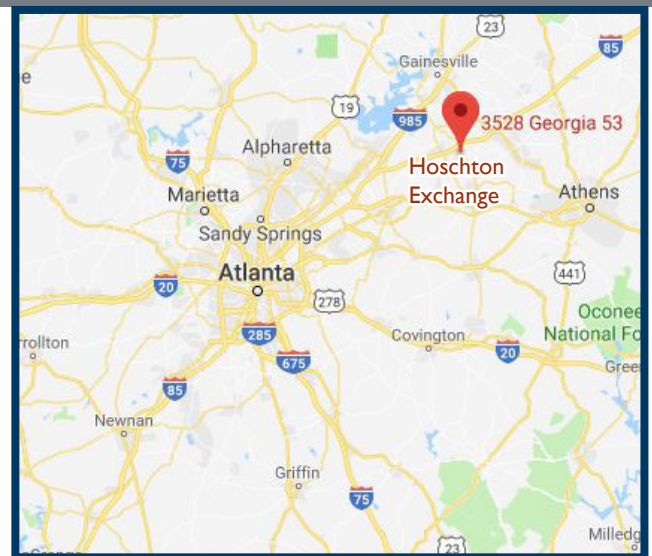 23
85
Gainesville
19
985
3528 Georgia 53
Alpharetta
75
Hoschton
Exchange
Marietta
Athens
Sandy Springs
441
Atlanta
20
278
Oconee
National Fo
285
Covington
rrollton
20
675
Gree
85
Newnan
Griffin
75
23
Milledg